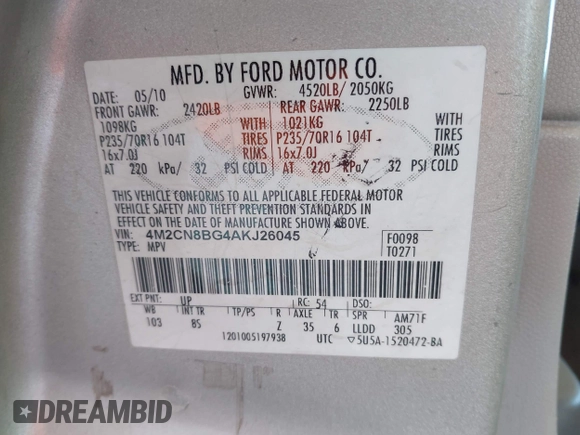 MFD. BY FORD MOTOR CO.
DATE: 05/10 GVWR: 4520LB/ 2050KG
FRONT GAWR: 2420LB REAR GAWR: 2250LB
1098KG WITH 1021KG WITH
P235/70R16 104T TIRES P235/70R16 104T TIRES
16x7.0J RIMS 16x7.0J RIMS
AT 220 kPa/ 32 PSI COLD AT 220 kPa/ 32 PSI COLD
THIS VEHICLE CONFORMS TO ALL APPLICABLE FEDERAL MOTOR
VEHICLE SAFETY AND THEFT PREVENTION STANDARDS IN
EFFECT ON THE DATE OF MANUFACTURE SHOWN ABOVE.
VIN: 4M2CN8BG4AKJ26045 F0098
TYPE: MPV T0271
EXT PNT: UP RC: 54 DSO:
WB INT TR TP/PS R AXLE TR SPR AM71F
103 8S Z 35 6 LLDD 305
1201005197938 UTC ▽5U5A-1520472-BA
DREAMBID